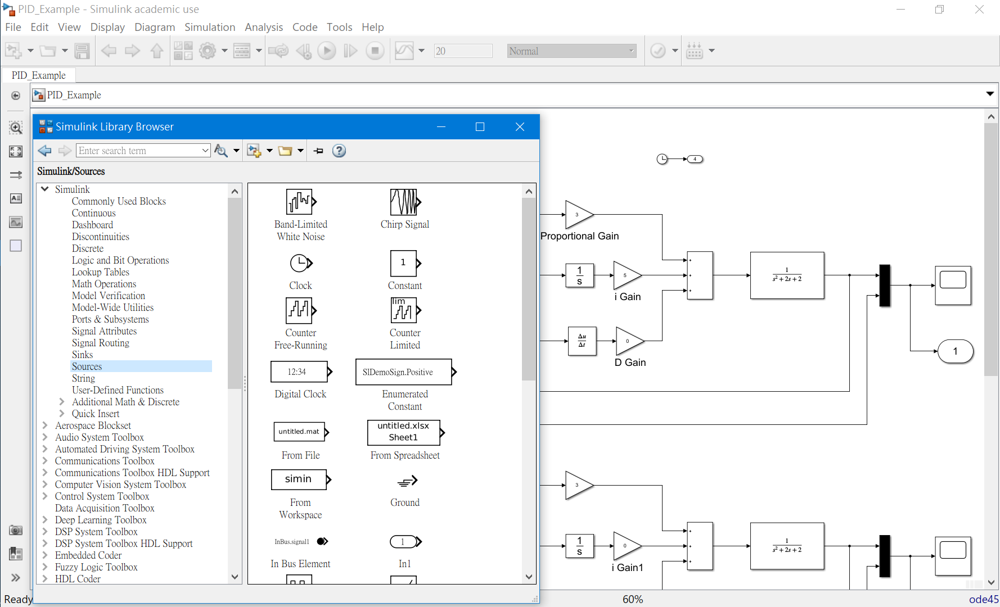 PID_Example - Simulink academic use
File Edit View Display Diagram Simulation Analysis Code Tools Help
20
Normal
PID_Example
PID_Example
Simulink Library Browser
Enter search term
Simulink/Sources
Simulink
Commonly Used Blocks
Continuous
Dashboard
Discontinuities
Discrete
Logic and Bit Operations
Lookup Tables
Math Operations
Model Verification
Model-Wide Utilities
Ports & Subsystems
Signal Attributes
Signal Routing
Sinks
Sources
String
User-Defined Functions
Additional Math & Discrete
Quick Insert
Aerospace Blockset
Audio System Toolbox
Automated Driving System Toolbox
Communications Toolbox
Communications Toolbox HDL Support
Computer Vision System Toolbox
Control System Toolbox
Data Acquisition Toolbox
Deep Learning Toolbox
DSP System Toolbox
DSP System Toolbox HDL Support
Embedded Coder
Fuzzy Logic Toolbox
HDL Coder
Band-Limited
White Noise
Chirp Signal
Clock
1
Constant
Counter
Free-Running
lim
Counter
Limited
12:34
Digital Clock
SlDemoSign.Positive
Enumerated
Constant
untitled.mat
From File
untitled.xlsx
Sheet1
From Spreadsheet
simin
From
Workspace
Ground
InBus.signal1
In Bus Element
1
In1
4
3
Proportional Gain
1
s
5
i Gain
+
+
+
1
s² + 2s + 2
Δu
Δt
0
D Gain
1
3
1
s
0
i Gain1
+
+
+
1
s² + 2s + 2
Ready
60%
ode45